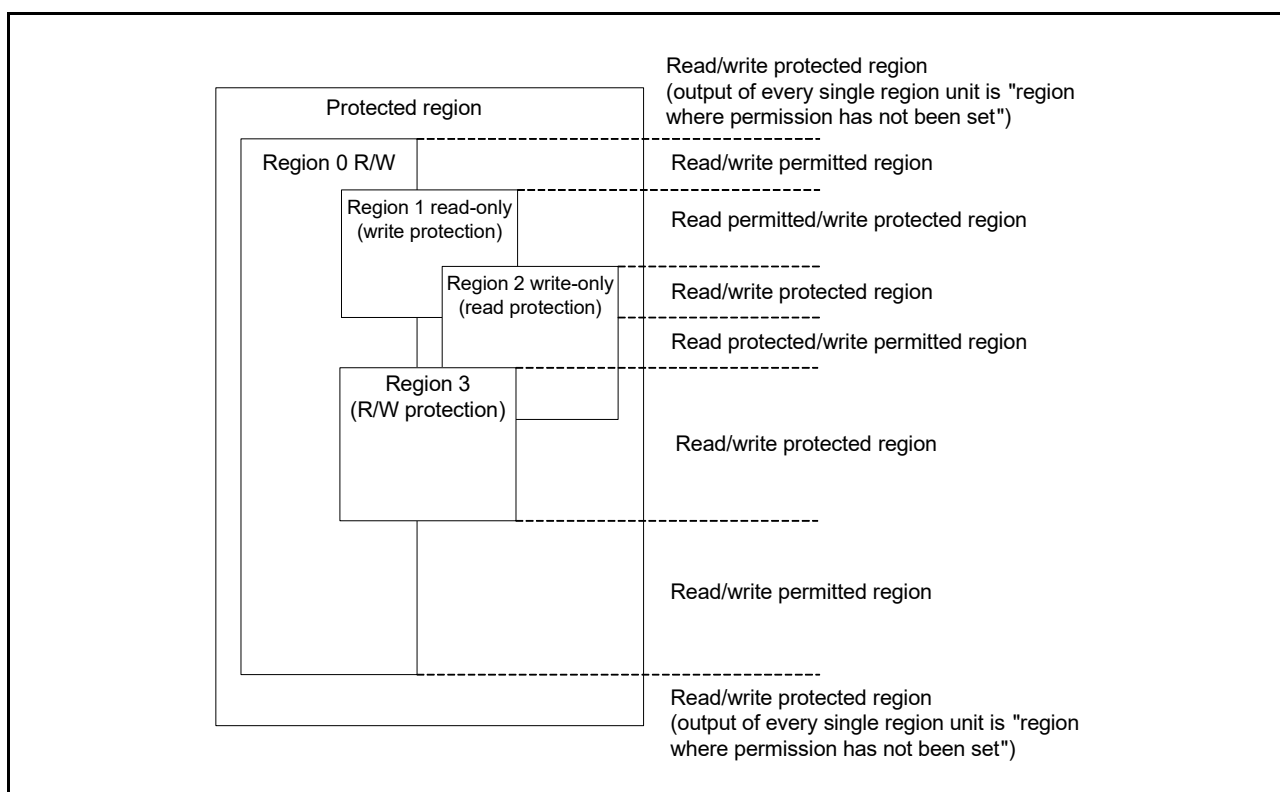 Read/write protected region
(output of every single region unit is "region
where permission has not been set")
Protected region
Region 0 R/W
Read/write permitted region
Region 1 read-only
(write protection)
Read permitted/write protected region
Region 2 write-only
(read protection)
Read/write protected region
Read protected/write permitted region
Region 3
(R/W protection)
Read/write protected region
Read/write permitted region
Read/write protected region
(output of every single region unit is "region
where permission has not been set")